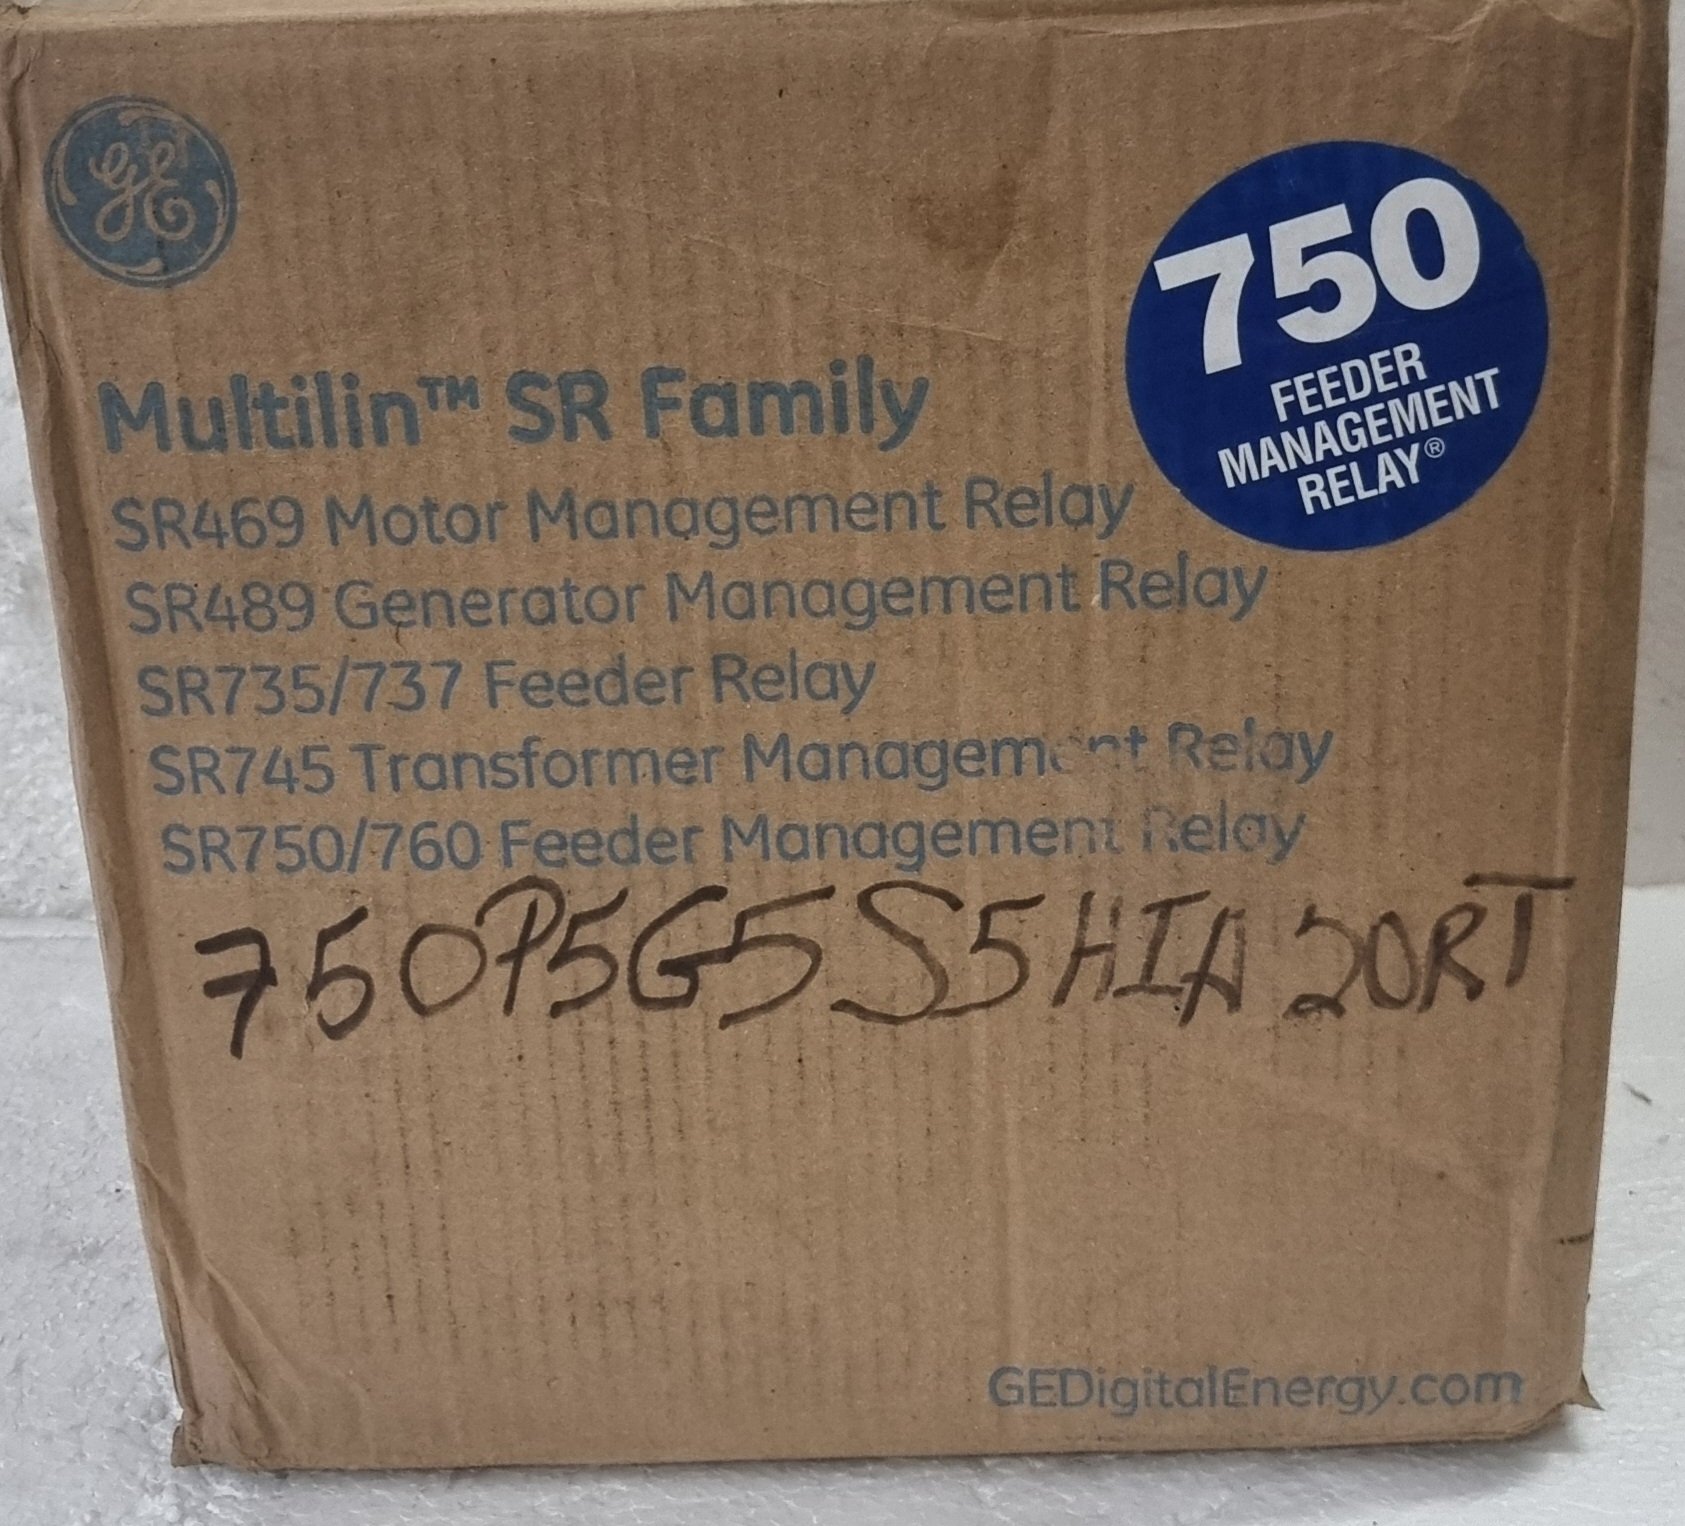 GE
750
FEEDER
MANAGEMENT
RELAY®
Multilin™ SR Family
SR469 Motor Management Relay
SR489 Generator Management Relay
SR735/737 Feeder Relay
SR745 Transformer Management Relay
SR750/760 Feeder Management Relay
750P5G5S5HIA20RT
GEDigitalEnergy.com